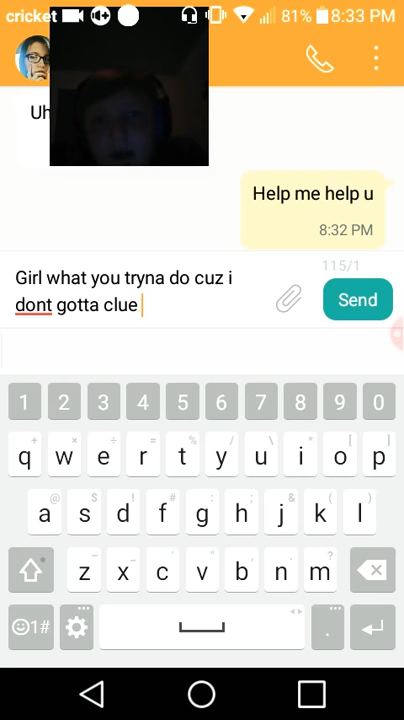 cricket 81% 8:33 PM
Uh
Help me help u
8:32 PM
115/1
Girl what you tryna do cuz i
dont gotta clue
Send
1 2 3 4 5 6 7 8 9 0
+ × ÷ = % / \ * [ ]
q w e r t y u i o p
@ $ ! # : ; & ( )
a s d f g h j k l
- _ ' " ?
z x c v b n m
1# .